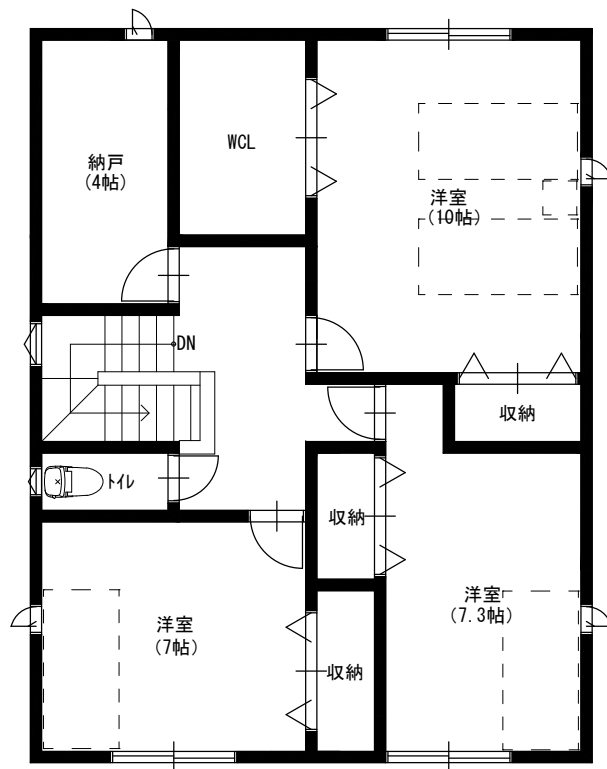 納戸
(4帖)
WCL
洋室
(10帖)
DN
収納
トイレ
収納
洋室
(7帖)
洋室
(7.3帖)
収納